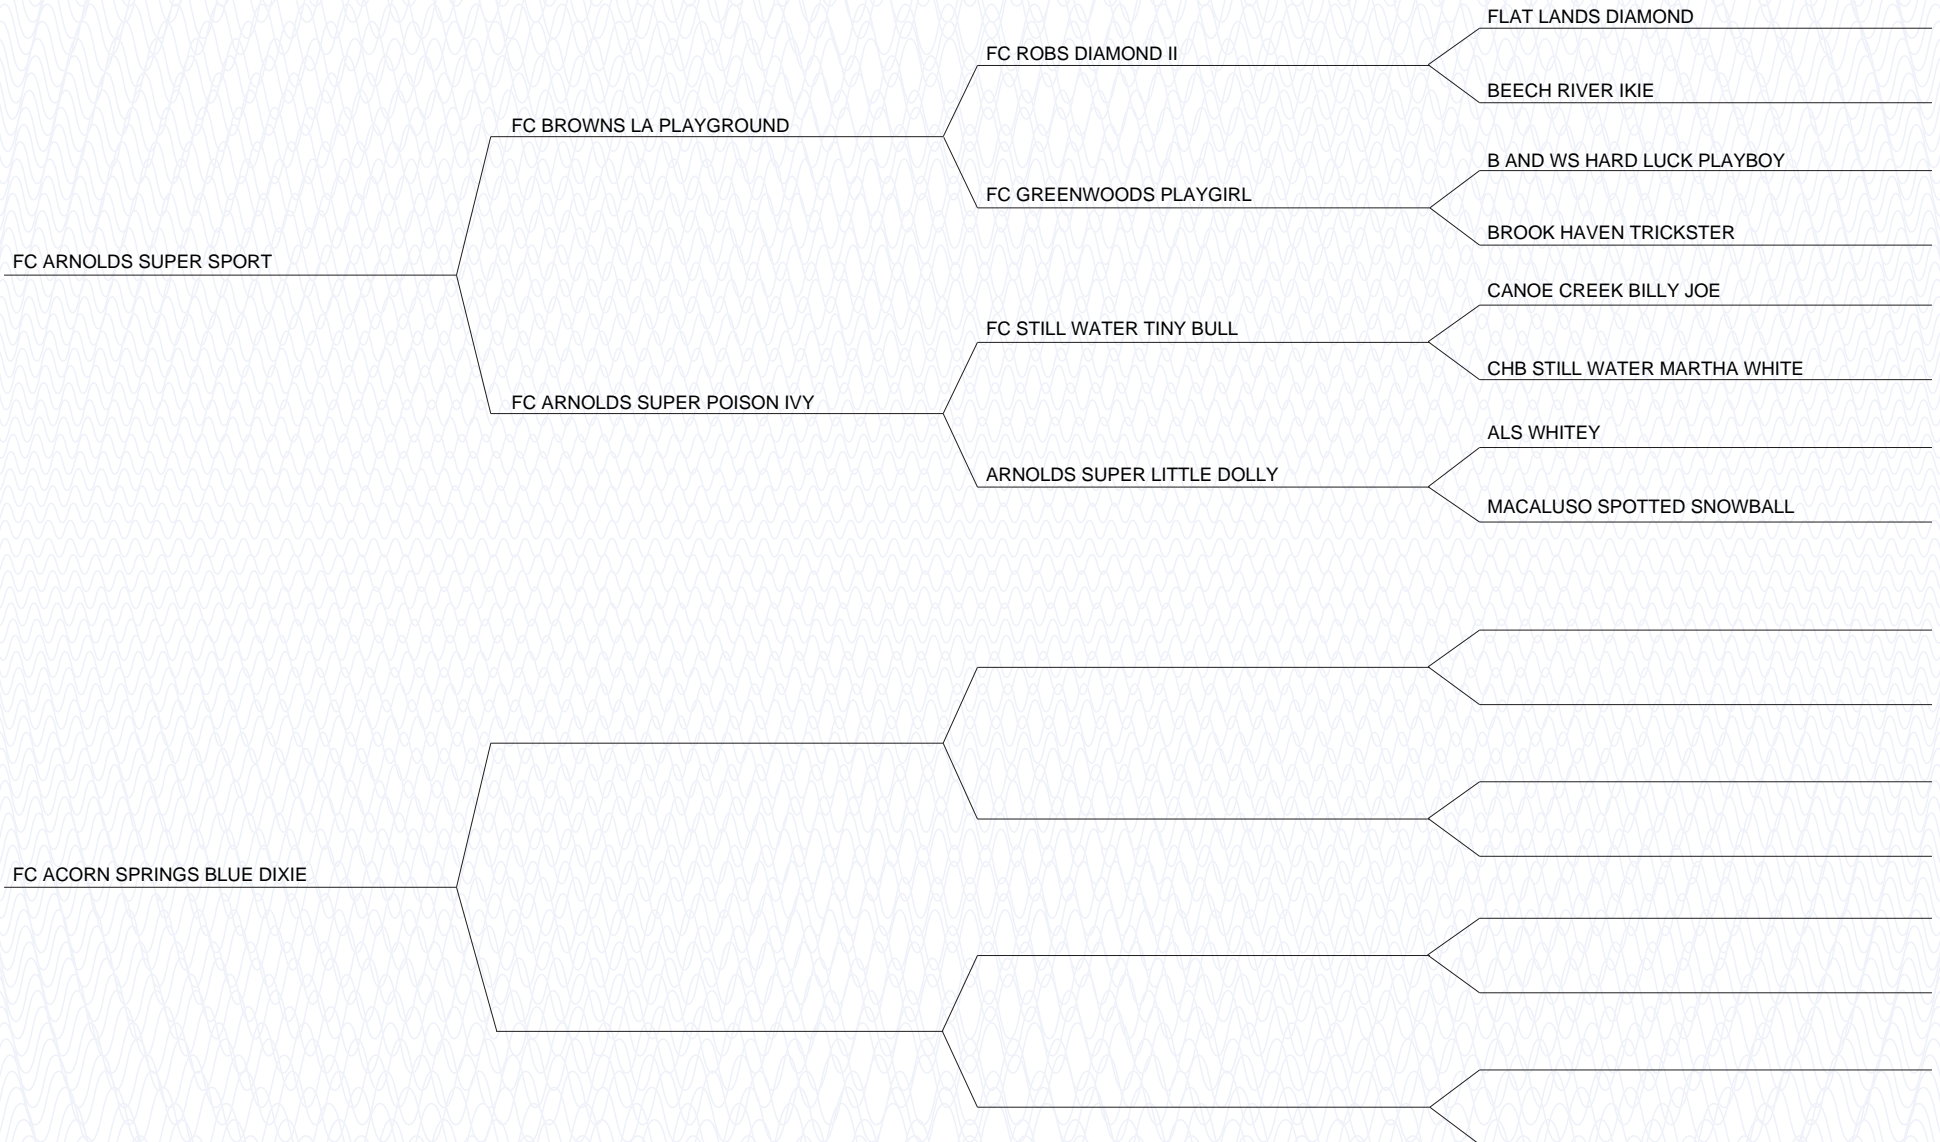 FLAT LANDS DIAMOND
FC ROBS DIAMOND II
BEECH RIVER IKIE
FC BROWNS LA PLAYGROUND
B AND WS HARD LUCK PLAYBOY
FC GREENWOODS PLAYGIRL
BROOK HAVEN TRICKSTER
FC ARNOLDS SUPER SPORT
CANOE CREEK BILLY JOE
FC STILL WATER TINY BULL
CHB STILL WATER MARTHA WHITE
FC ARNOLDS SUPER POISON IVY
ALS WHITEY
ARNOLDS SUPER LITTLE DOLLY
MACALUSO SPOTTED SNOWBALL
FC ACORN SPRINGS BLUE DIXIE